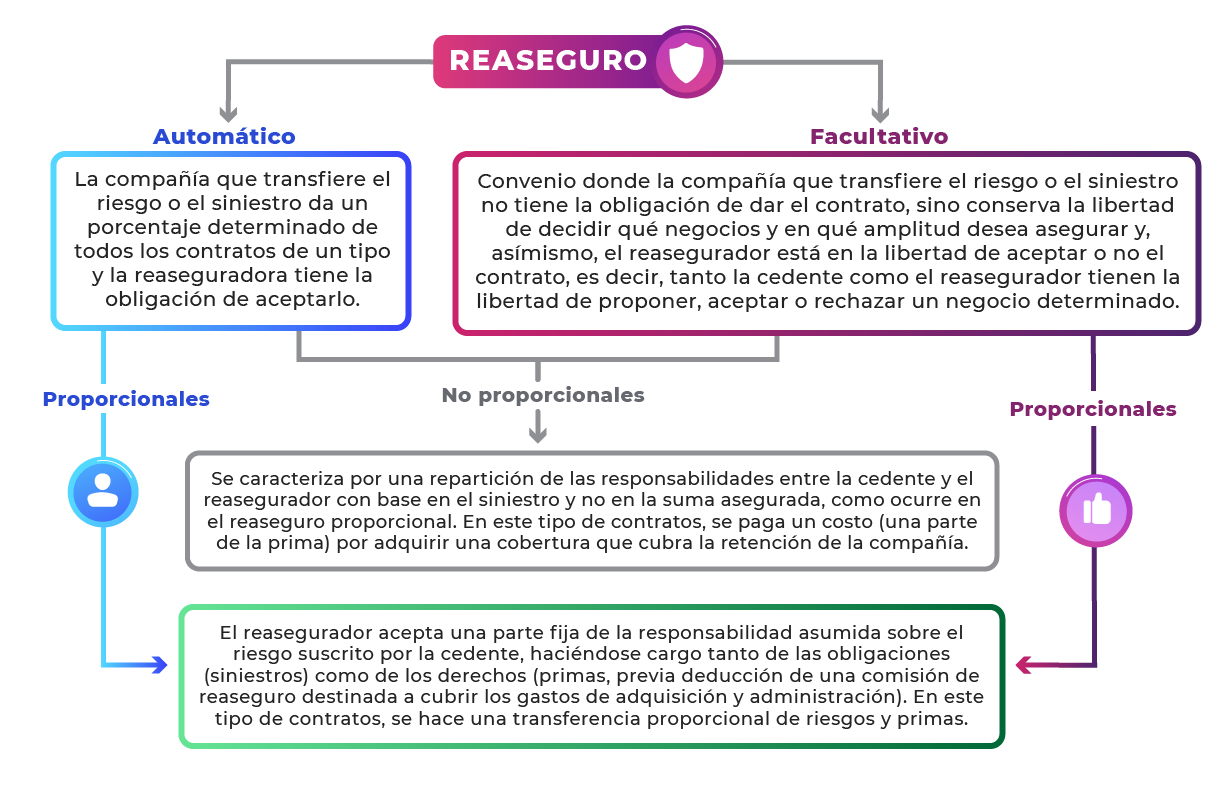 REASEGURO
Automático
La compañía que transfiere el
riesgo o el siniestro da un
porcentaje determinado de
todos los contratos de un tipo
y la reaseguradora tiene la
obligación de aceptarlo.
Facultativo
Convenio donde la compañía que transfiere el riesgo o el siniestro
no tiene la obligación de dar el contrato, sino conserva la libertad
de decidir qué negocios y en qué amplitud desea asegurar y,
asímismo, el reasegurador está en la libertad de aceptar o no el
contrato, es decir, tanto la cedente como el reasegurador tienen la
libertad de proponer, aceptar o rechazar un negocio determinado.
Proporcionales
No proporcionales
Proporcionales
Se caracteriza por una repartición de las responsabilidades entre la cedente y el
reasegurador con base en el siniestro y no en la suma asegurada, como ocurre en
el reaseguro proporcional. En este tipo de contratos, se paga un costo (una parte
de la prima) por adquirir una cobertura que cubra la retención de la compañía.
El reasegurador acepta una parte fija de la responsabilidad asumida sobre el
riesgo suscrito por la cedente, haciéndose cargo tanto de las obligaciones
(siniestros) como de los derechos (primas, previa deducción de una comisión de
reaseguro destinada a cubrir los gastos de adquisición y administración). En este
tipo de contratos, se hace una transferencia proporcional de riesgos y primas.